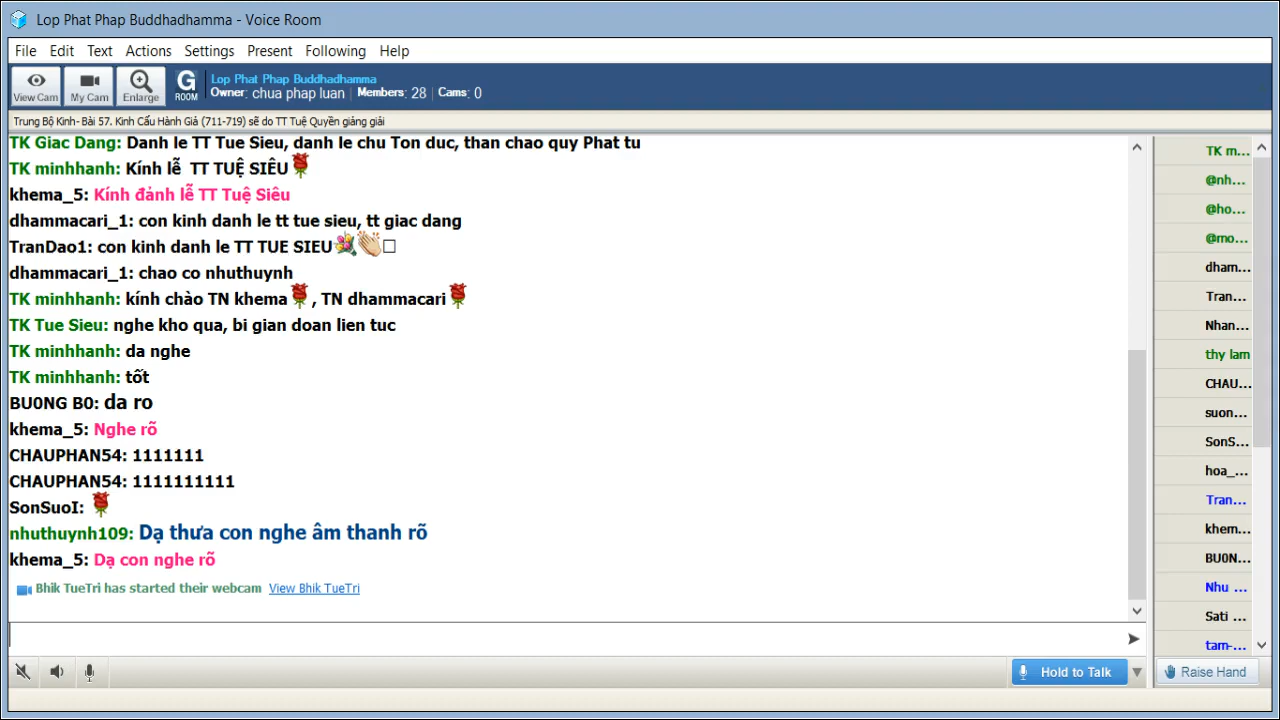 Lop Phat Phap Buddhadhamma - Voice Room
File Edit Text Actions Settings Present Following Help
View Cam My Cam Enlarge G ROOM
Lop Phat Phap Buddhadhamma
Owner: chua phap luan Members: 28 Cams: 0
Trung Bộ Kinh- Bài 57. Kinh Cẩu Hành Giả (711-719) sẽ do TT Tuệ Quyền giảng giải
TK Giac Dang: Danh le TT Tue Sieu, danh le chu Ton duc, than chao quy Phat tu
TK minhhanh: Kính lễ TT TUỆ SIÊU
khema_5: Kính đảnh lễ TT Tuệ Siêu
dhammacari_1: con kinh danh le tt tue sieu, tt giac dang
TranDao1: con kinh danh le TT TUE SIEU
dhammacari_1: chao co nhuthuynh
TK minhhanh: kính chào TN khema , TN dhammacari
TK Tue Sieu: nghe kho qua, bi gian doan lien tuc
TK minhhanh: da nghe
TK minhhanh: tốt
BU0NG B0: da ro
khema_5: Nghe rõ
CHAUPHAN54: 1111111
CHAUPHAN54: 1111111111
SonSuoI:
nhuthuynh109: Dạ thưa con nghe âm thanh rõ
khema_5: Dạ con nghe rõ
Bhik TueTri has started their webcam View Bhik TueTri
TK m...
@nh...
@ho...
@mo...
dham...
Tran...
Nhan...
thy lam
CHAU...
suon...
SonS...
hoa_...
Tran...
khem...
BU0N...
Nhu ...
Sati ...
tam-...
Hold to Talk
Raise Hand